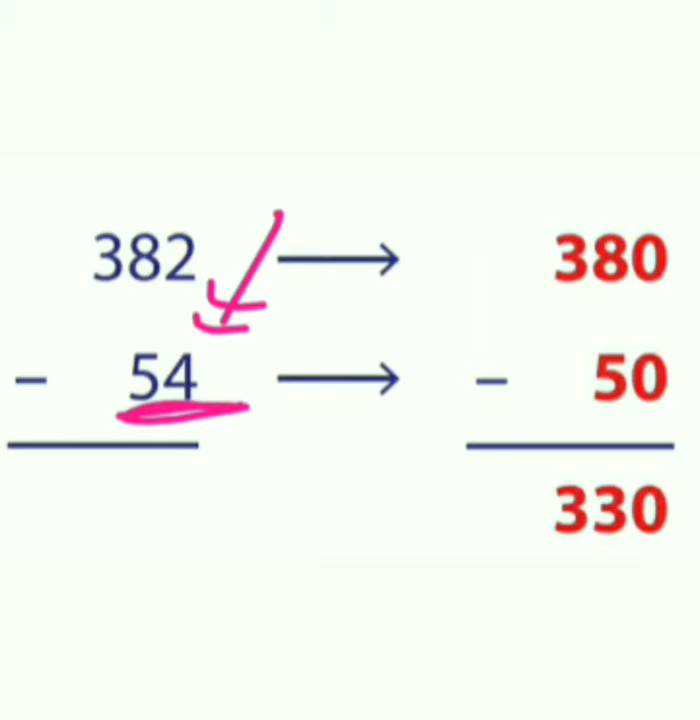 382 → 380
− 54 → − 50
330